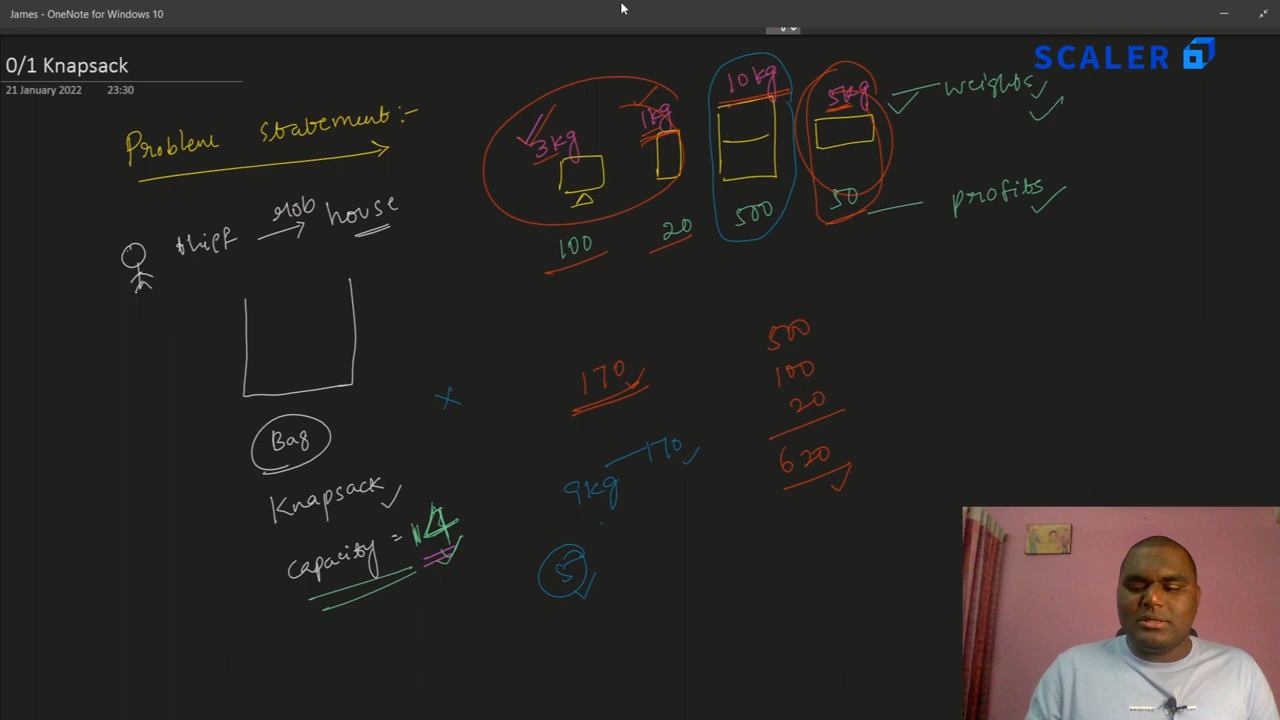 James - OneNote for Windows 10
0/1 Knapsack
SCALER
21 January 2022 23:30
Problem Statement:-
3kg 1kg 10kg 5kg weights
100 20 500 50 profits
thief rob house
Bag
Knapsack
capacity = 14
170
500
100
20
620
9kg 170
5